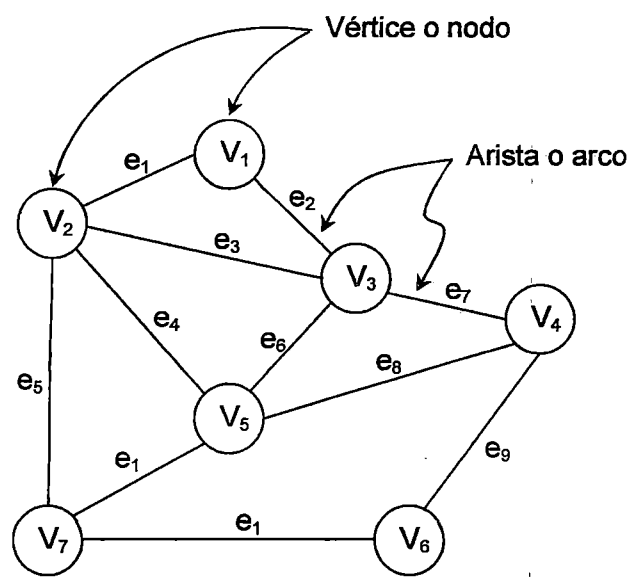 Vértice o nodo
V₁
e₁
Arista o arco
e₂
V₂
e₃
V₃
e₇
V₄
e₄
e₆
e₈
e₅
V₅
e₁
e₉
e₁
V₇
V₆